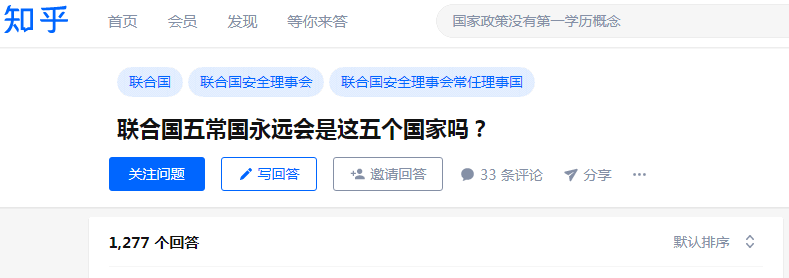 知乎 首页 会员 发现 等你来答 国家政策没有第一学历概念
联合国 联合国安全理事会 联合国安全理事会常任理事国
联合国五常国永远会是这五个国家吗？
关注问题 写回答 邀请回答 33 条评论 分享 ···
1,277 个回答 默认排序